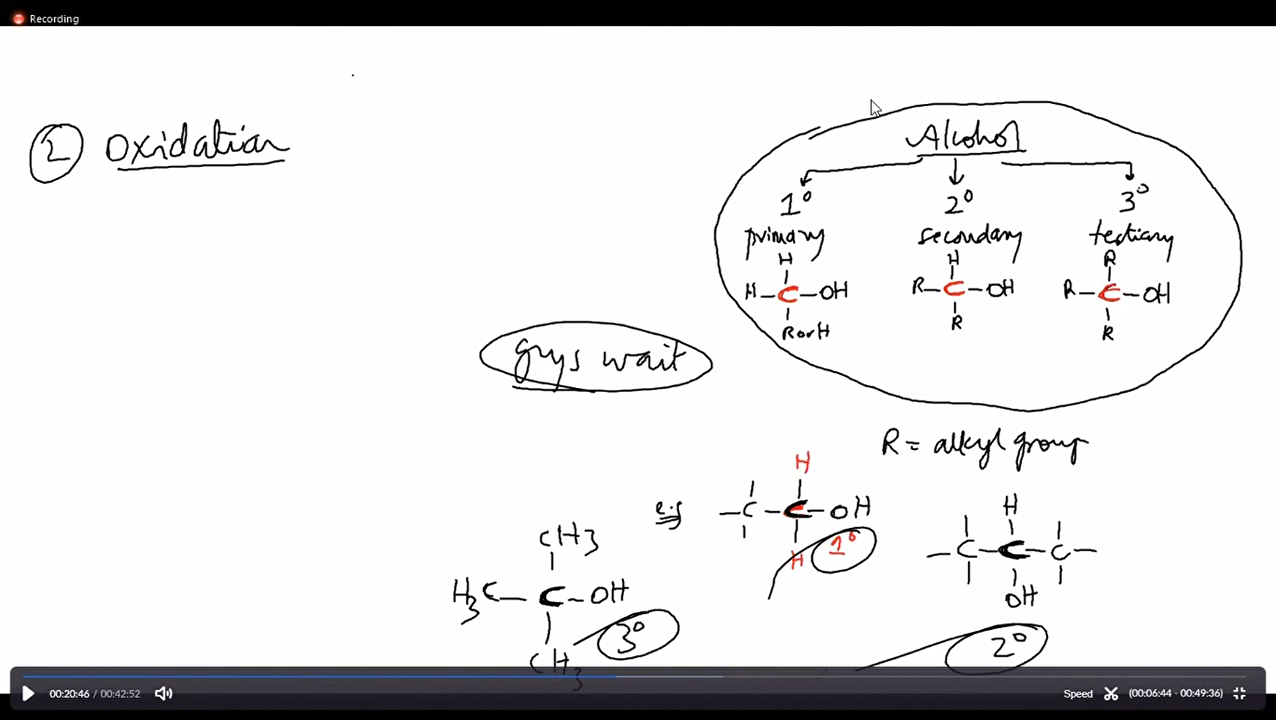 Recording
② Oxidation
Alcohol
1° 2° 3°
primary secondary tertiary
H H R
H–C–OH R–C–OH R–C–OH
R or H R R
guys wait
R = alkyl group
H
e.g –C–C–OH
H 1°
H
–C–C–C–
OH
2°
CH3
H3C–C–OH
3°
CH3
00:20:46 / 00:42:52
Speed
(00:06:44 - 00:49:36)